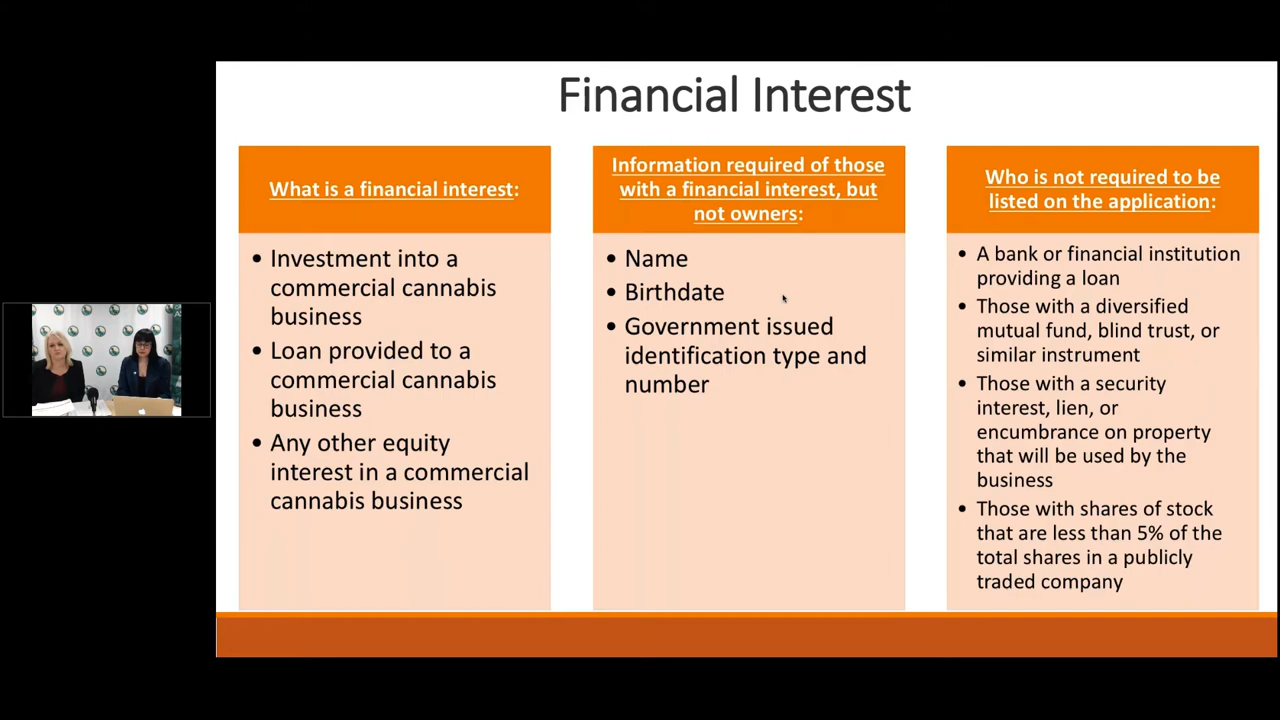 Financial Interest
What is a financial interest:
• Investment into a
commercial cannabis
business
• Loan provided to a
commercial cannabis
business
• Any other equity
interest in a commercial
cannabis business
Information required of those
with a financial interest, but
not owners:
• Name
• Birthdate
• Government issued
identification type and
number
Who is not required to be
listed on the application:
• A bank or financial institution
providing a loan
• Those with a diversified
mutual fund, blind trust, or
similar instrument
• Those with a security
interest, lien, or
encumbrance on property
that will be used by the
business
• Those with shares of stock
that are less than 5% of the
total shares in a publicly
traded company